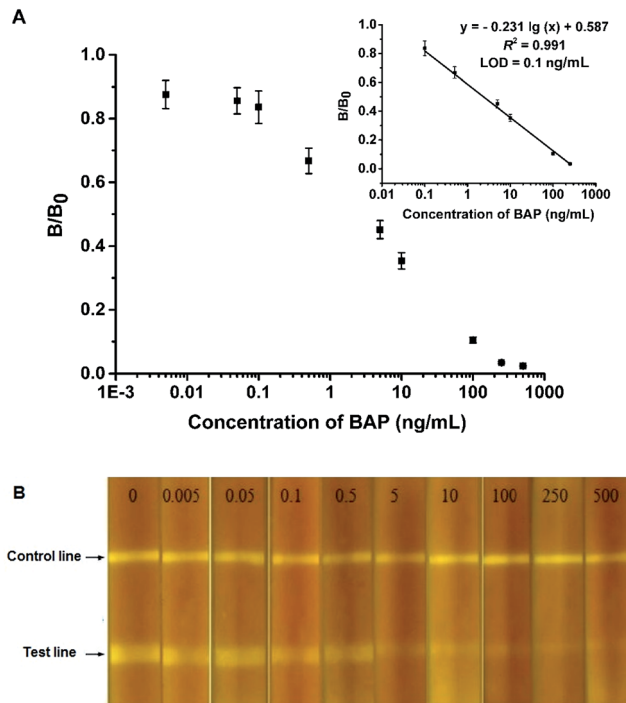 A
y = - 0.231 lg (x) + 0.587
R² = 0.991
LOD = 0.1 ng/mL
B/B₀
0.8
0.6
0.4
0.2
0.0
0.01 0.1 1 10 100 1000
Concentration of BAP (ng/mL)
B/B₀
1.0
0.8
0.6
0.4
0.2
0.0
1E-3 0.01 0.1 1 10 100 1000
Concentration of BAP (ng/mL)
B
0 0.005 0.05 0.1 0.5 5 10 100 250 500
Control line
Test line